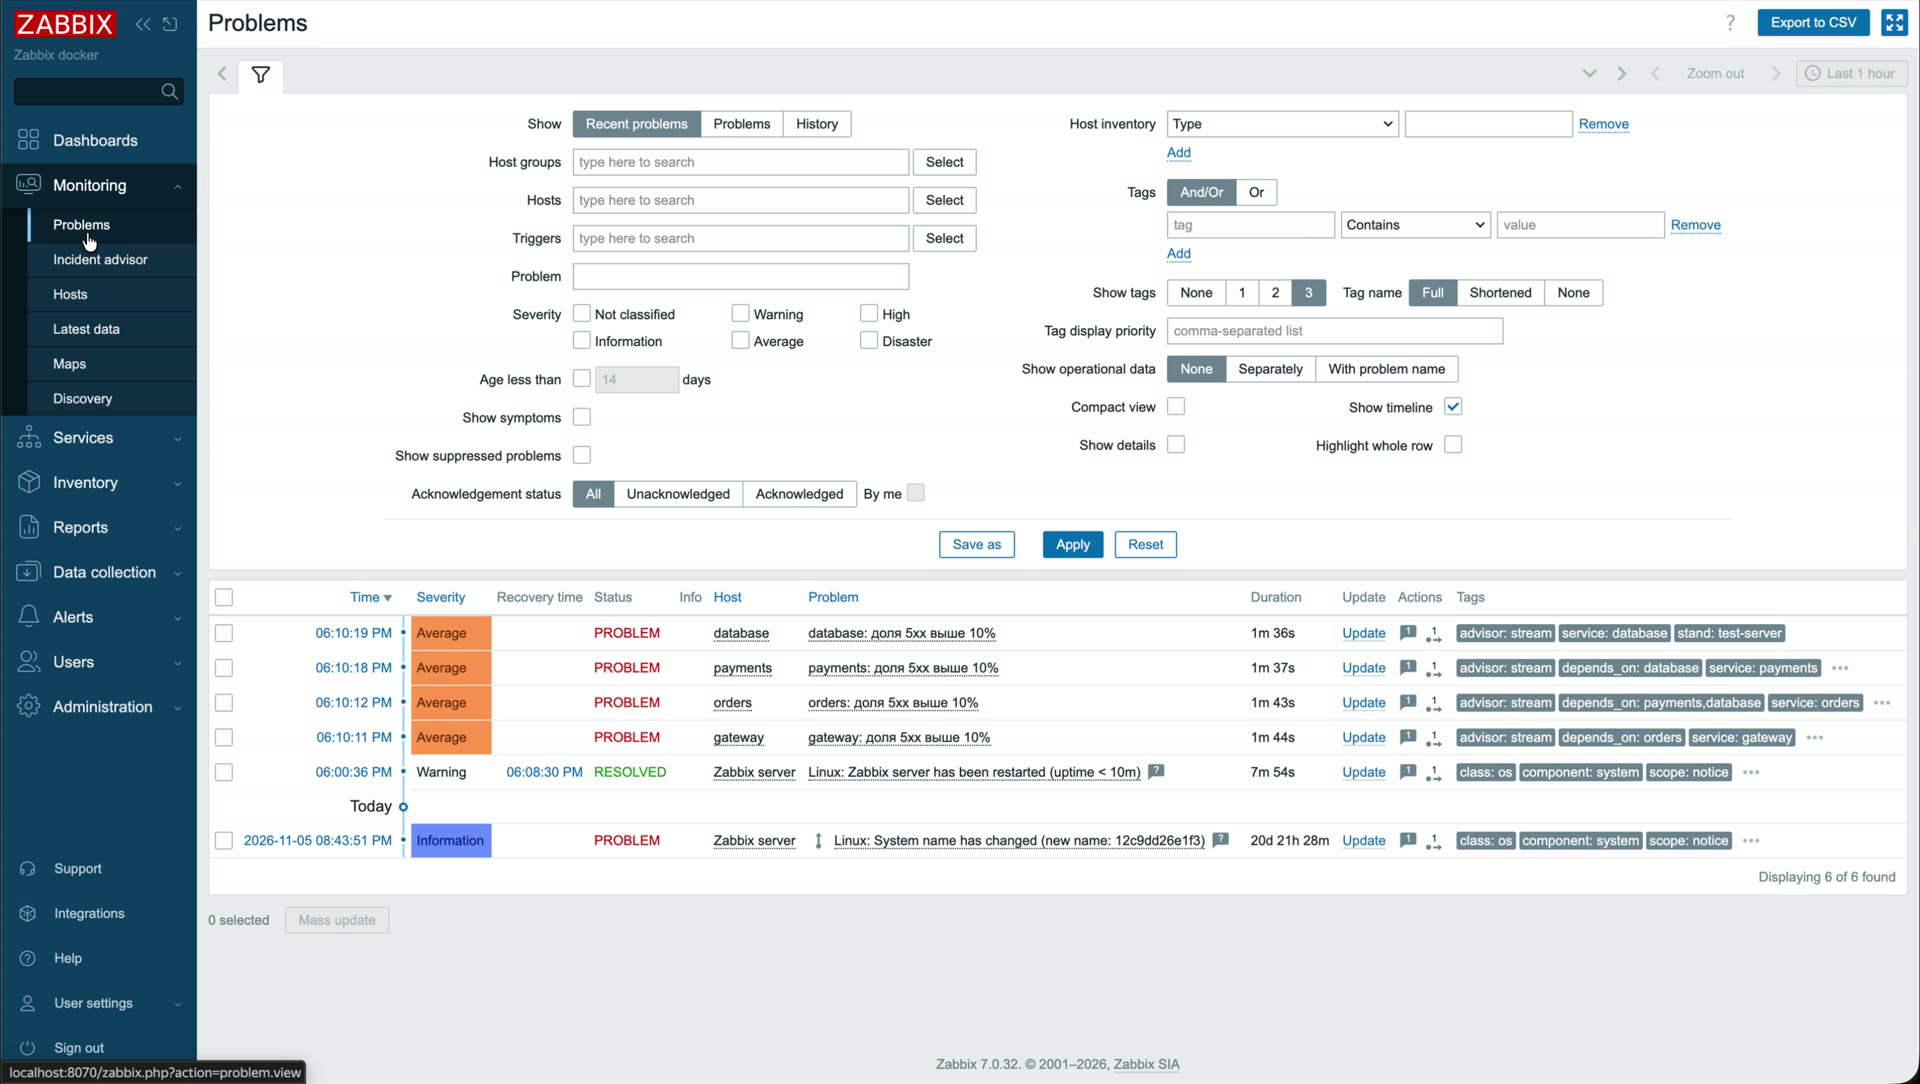 ZABBIX
Problems
? Export to CSV
Zabbix docker
Zoom out Last 1 hour
Dashboards
Monitoring
Problems
Incident advisor
Hosts
Latest data
Maps
Discovery
Services
Inventory
Reports
Data collection
Alerts
Users
Administration
Support
Integrations
Help
User settings
Sign out
localhost:8070/zabbix.php?action=problem.view
Show Recent problems Problems History
Host groups type here to search Select
Hosts type here to search Select
Triggers type here to search Select
Problem
Severity Not classified Warning High
Information Average Disaster
Age less than 14 days
Show symptoms
Show suppressed problems
Acknowledgement status All Unacknowledged Acknowledged By me
Host inventory Type Remove
Add
Tags And/Or Or
tag Contains value Remove
Add
Show tags None 1 2 3 Tag name Full Shortened None
Tag display priority comma-separated list
Show operational data None Separately With problem name
Compact view Show timeline
Show details Highlight whole row
Save as Apply Reset
Time Severity Recovery time Status Info Host Problem Duration Update Actions Tags
06:10:19 PM Average PROBLEM database database: доля 5xx выше 10% 1m 36s Update 1 1 advisor: stream service: database stand: test-server
06:10:18 PM Average PROBLEM payments payments: доля 5xx выше 10% 1m 37s Update 1 1 advisor: stream depends_on: database service: payments
06:10:12 PM Average PROBLEM orders orders: доля 5xx выше 10% 1m 43s Update 1 1 advisor: stream depends_on: payments,database service: orders
06:10:11 PM Average PROBLEM gateway gateway: доля 5xx выше 10% 1m 44s Update 1 1 advisor: stream depends_on: orders service: gateway
06:00:36 PM Warning 06:08:30 PM RESOLVED Zabbix server Linux: Zabbix server has been restarted (uptime < 10m) ? 7m 54s Update 1 1 class: os component: system scope: notice
Today
2026-11-05 08:43:51 PM Information PROBLEM Zabbix server Linux: System name has changed (new name: 12c9dd26e1f3) ? 20d 21h 28m Update 1 1 class: os component: system scope: notice
Displaying 6 of 6 found
0 selected Mass update
Zabbix 7.0.32. © 2001–2026, Zabbix SIA